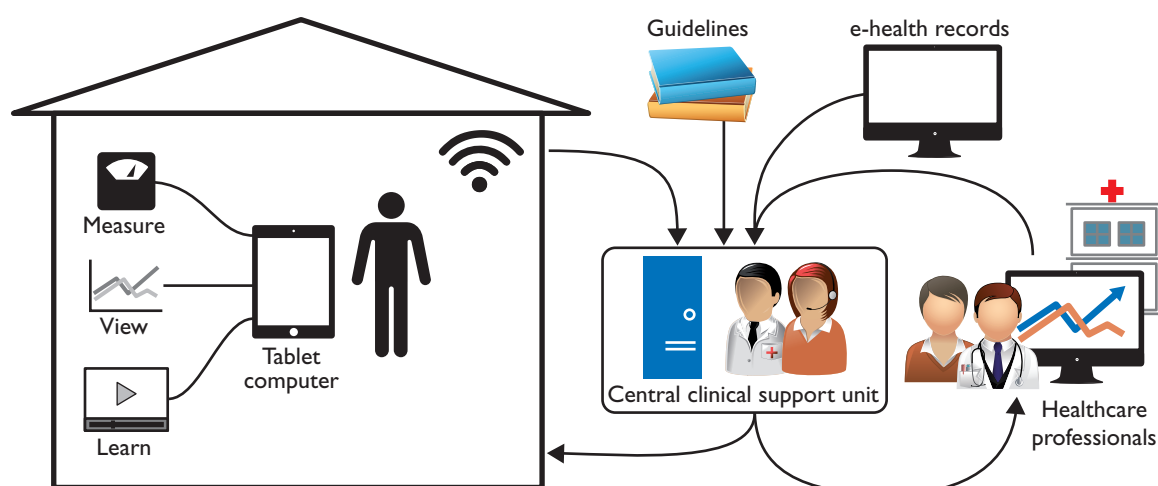 Guidelines
e-health records
Measure
View
Tablet
computer
Learn
Central clinical support unit
Healthcare
professionals